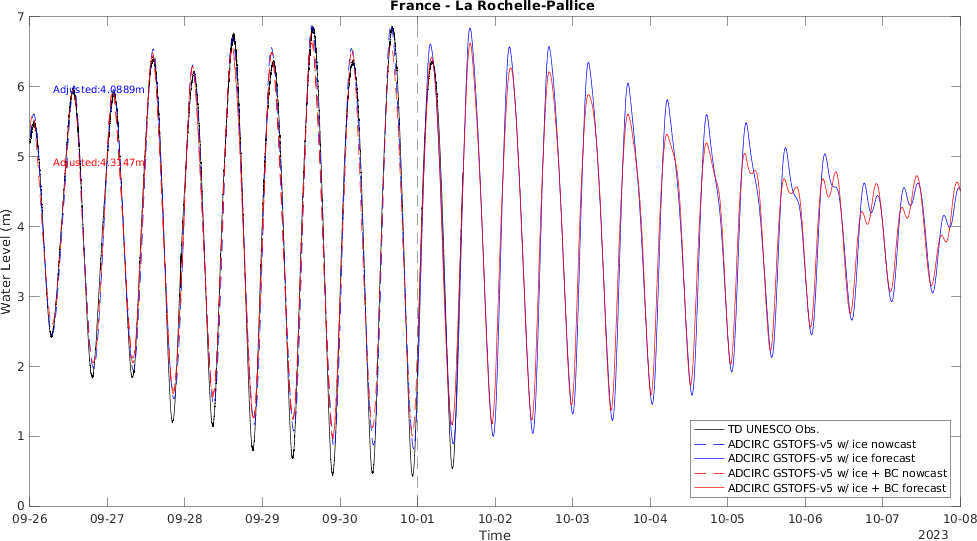 France - La Rochelle-Pallice
7
6
5
4
3
2
1
0
Water Level (m)
Adjusted:4.0889m
Adjusted:4.3147m
TD UNESCO Obs.
ADCIRC GSTOFS-v5 w/ ice nowcast
ADCIRC GSTOFS-v5 w/ ice forecast
ADCIRC GSTOFS-v5 w/ ice + BC nowcast
ADCIRC GSTOFS-v5 w/ ice + BC forecast
09-26 09-27 09-28 09-29 09-30 10-01 10-02 10-03 10-04 10-05 10-06 10-07 10-08
Time
2023